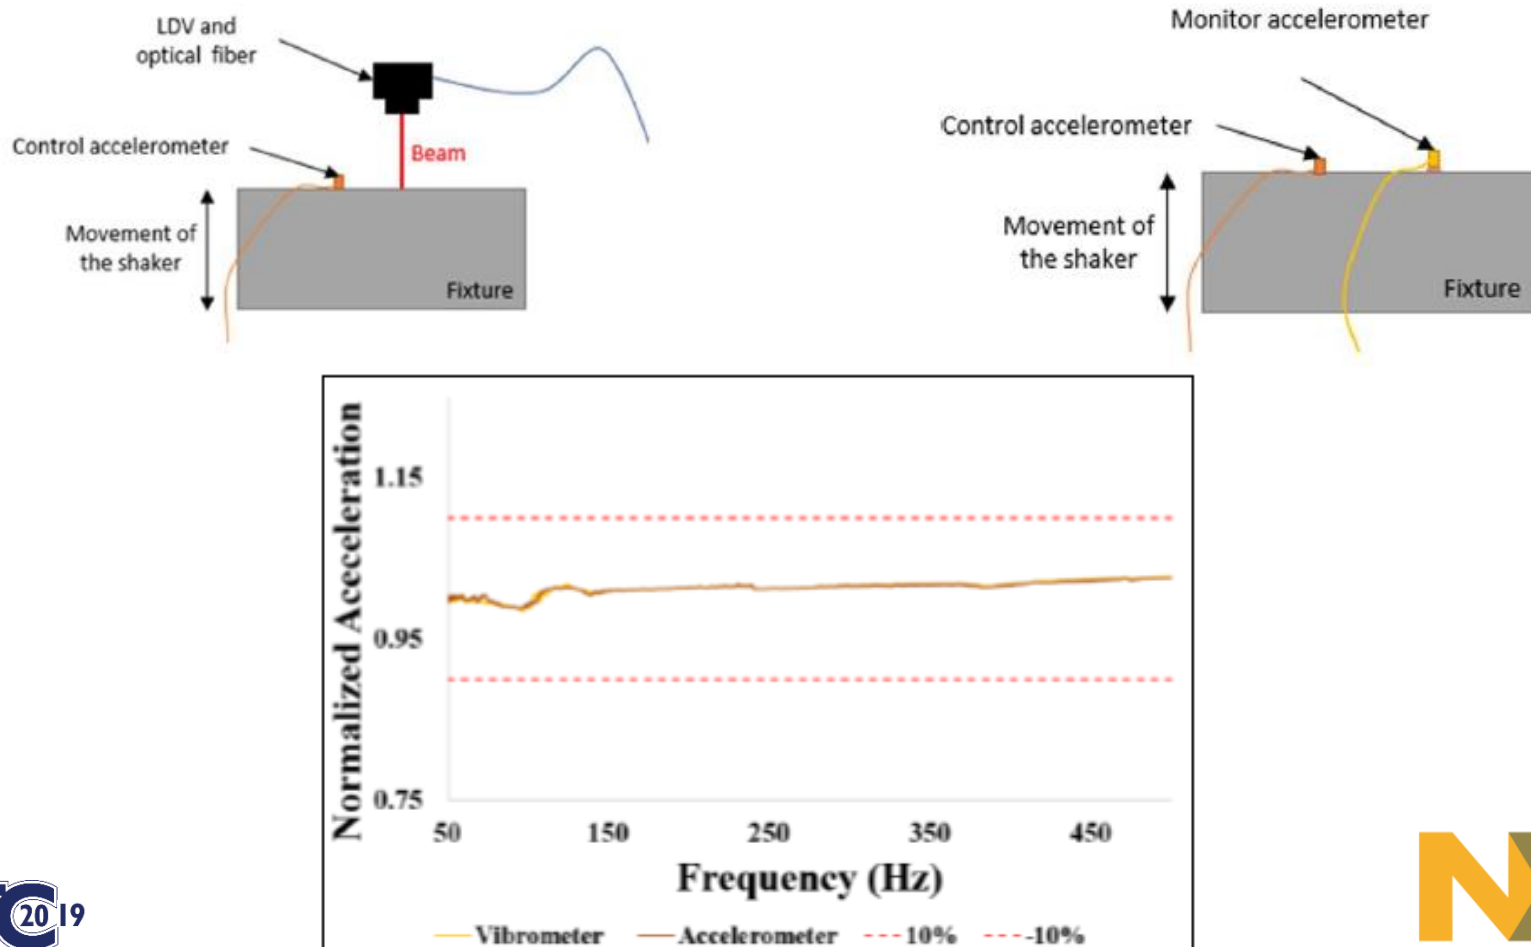 LDV and
optical fiber
Control accelerometer
Beam
Movement of
the shaker
Fixture
Monitor accelerometer
Control accelerometer
Movement of
the shaker
Fixture
Normalized Acceleration
1.15
0.95
0.75
50 150 250 350 450
Frequency (Hz)
Vibrometer Accelerometer 10% -10%
C 2019
N